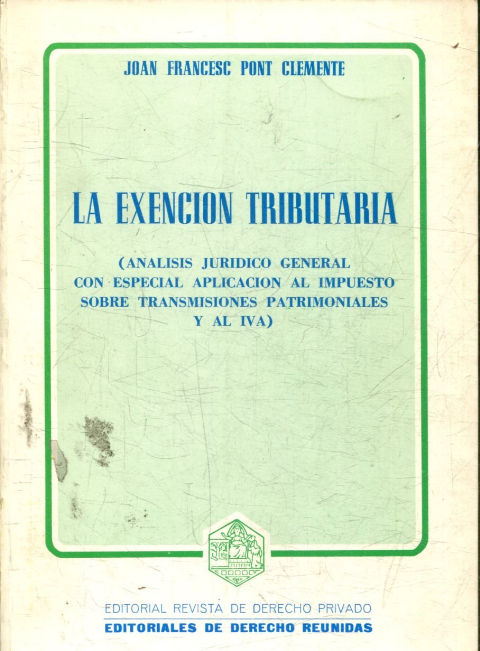 JOAN FRANCESC PONT CLEMENTE
LA EXENCION TRIBUTARIA
(ANALISIS JURIDICO GENERAL
CON ESPECIAL APLICACION AL IMPUESTO
SOBRE TRANSMISIONES PATRIMONIALES
Y AL IVA)
EDITORIAL REVISTA DE DERECHO PRIVADO
EDITORIALES DE DERECHO REUNIDAS